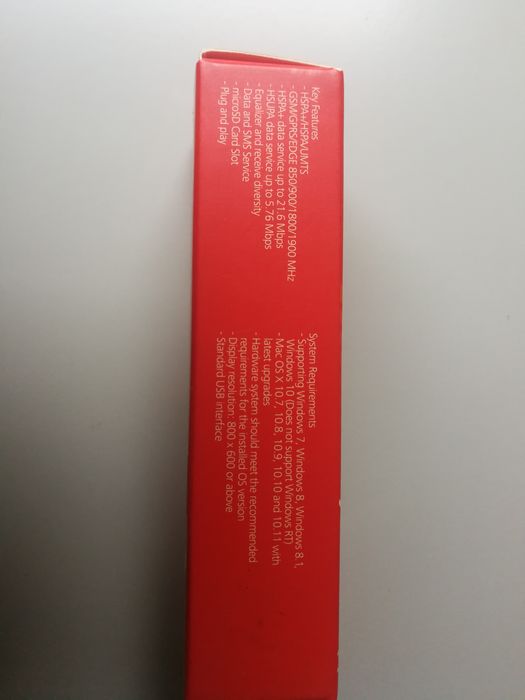 Key Features
- HSPA+/HSPA/UMTS
- GSM/GPRS/EDGE 850/900/1800/1900 MHz
- HSPA+ data service up to 21.6 Mbps
- HSUPA data service up to 5.76 Mbps
- Equalizer and receive diversity
- Data and SMS Service
- microSD Card Slot
- Plug and play
System Requirements
- Supporting Windows 7, Windows 8, Windows 8.1,
Windows 10 (Does not support Windows RT)
- Mac OS X 10.7, 10.8, 10.9, 10.10 and 10.11 with
latest upgrades
- Hardware system should meet the recommended
requirements for the installed OS version
- Display resolution: 800 x 600 or above
- Standard USB interface